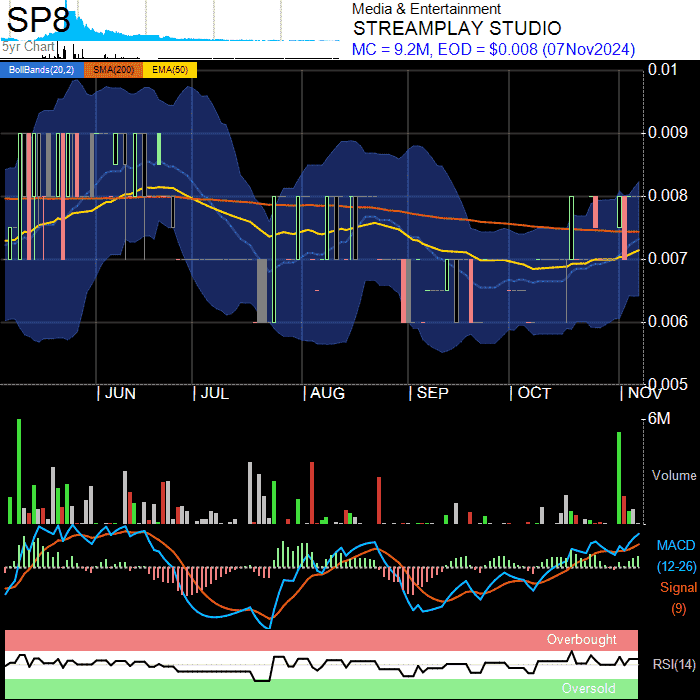 SP8
5yr Chart
Media & Entertainment
STREAMPLAY STUDIO
MC = 9.2M, EOD = $0.008 (07Nov2024)
BollBands(20,2) SMA(200) EMA(50)
0.01
0.009
0.008
0.007
0.006
0.005
JUN JUL AUG SEP OCT NOV
6M
Volume
MACD
(12-26)
Signal
(9)
Overbought
RSI(14)
Oversold